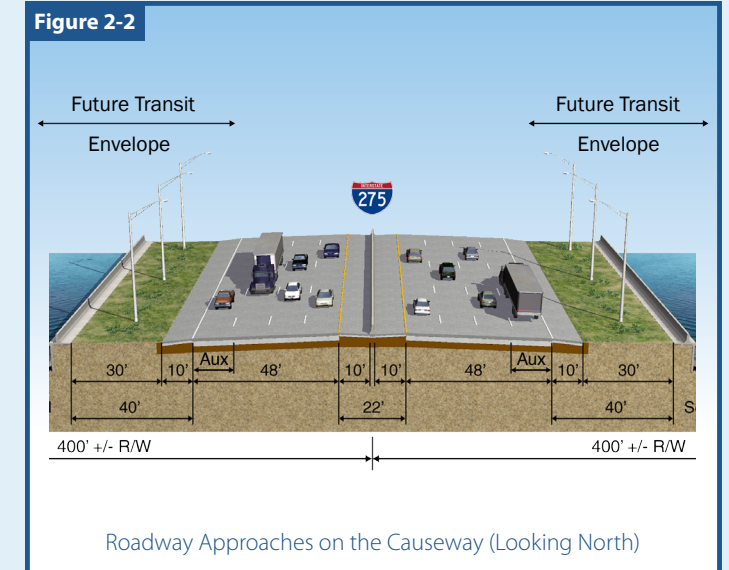 Figure 2-2
Future Transit
Envelope
Future Transit
Envelope
INTERSTATE
275
Aux
Aux
30' 10' 48' 10' 10' 48' 10' 30'
40' 22' 40'
400' +/- R/W 400' +/- R/W
Roadway Approaches on the Causeway (Looking North)